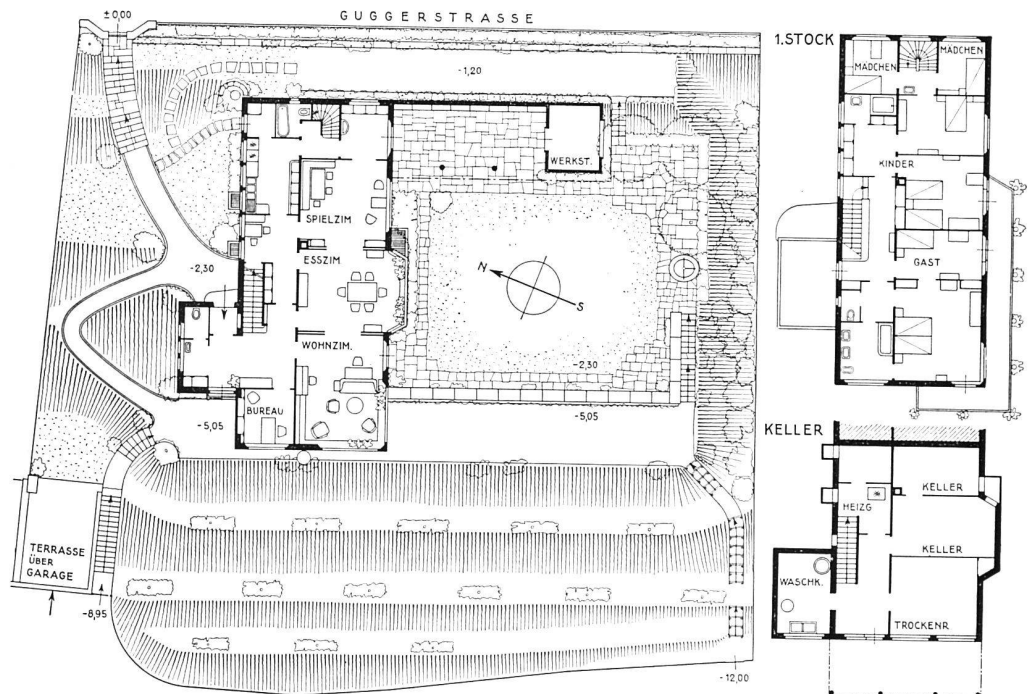 GUGGERSTRASSE
± 0,00
-1,20
WERKST.
SPIELZIM
ESSZIM
-2,30
N
S
WOHNZIM.
-2,30
BUREAU
-5,05
-5,05
TERRASSE
ÜBER
GARAGE
-8,95
-12,00
1.STOCK
MÄDCHEN
MÄDCHEN
KINDER
GAST
KELLER
KELLER
HEIZG
KELLER
WASCHK.
TROCKENR.